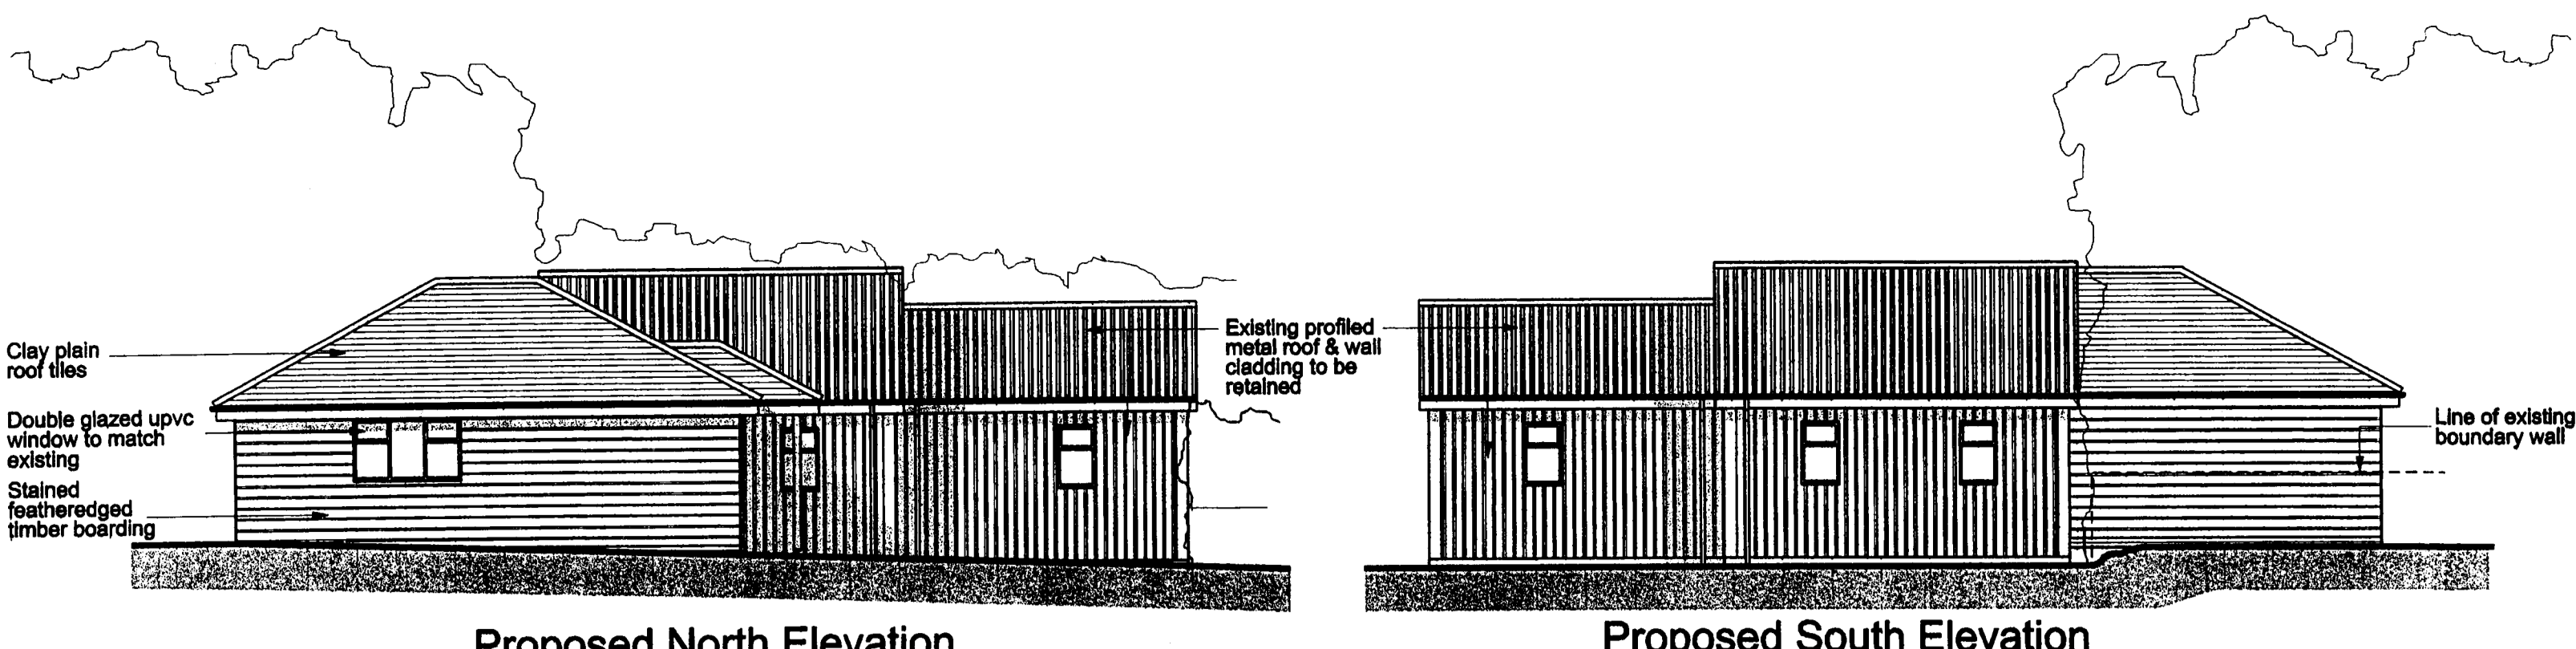 Clay plain
roof tiles
Double glazed upvc
window to match
existing
Stained
featheredged
timber boarding
Existing profiled
metal roof & wall
cladding to be
retained
Line of existing
boundary wall
Proposed North Elevation
Proposed South Elevation